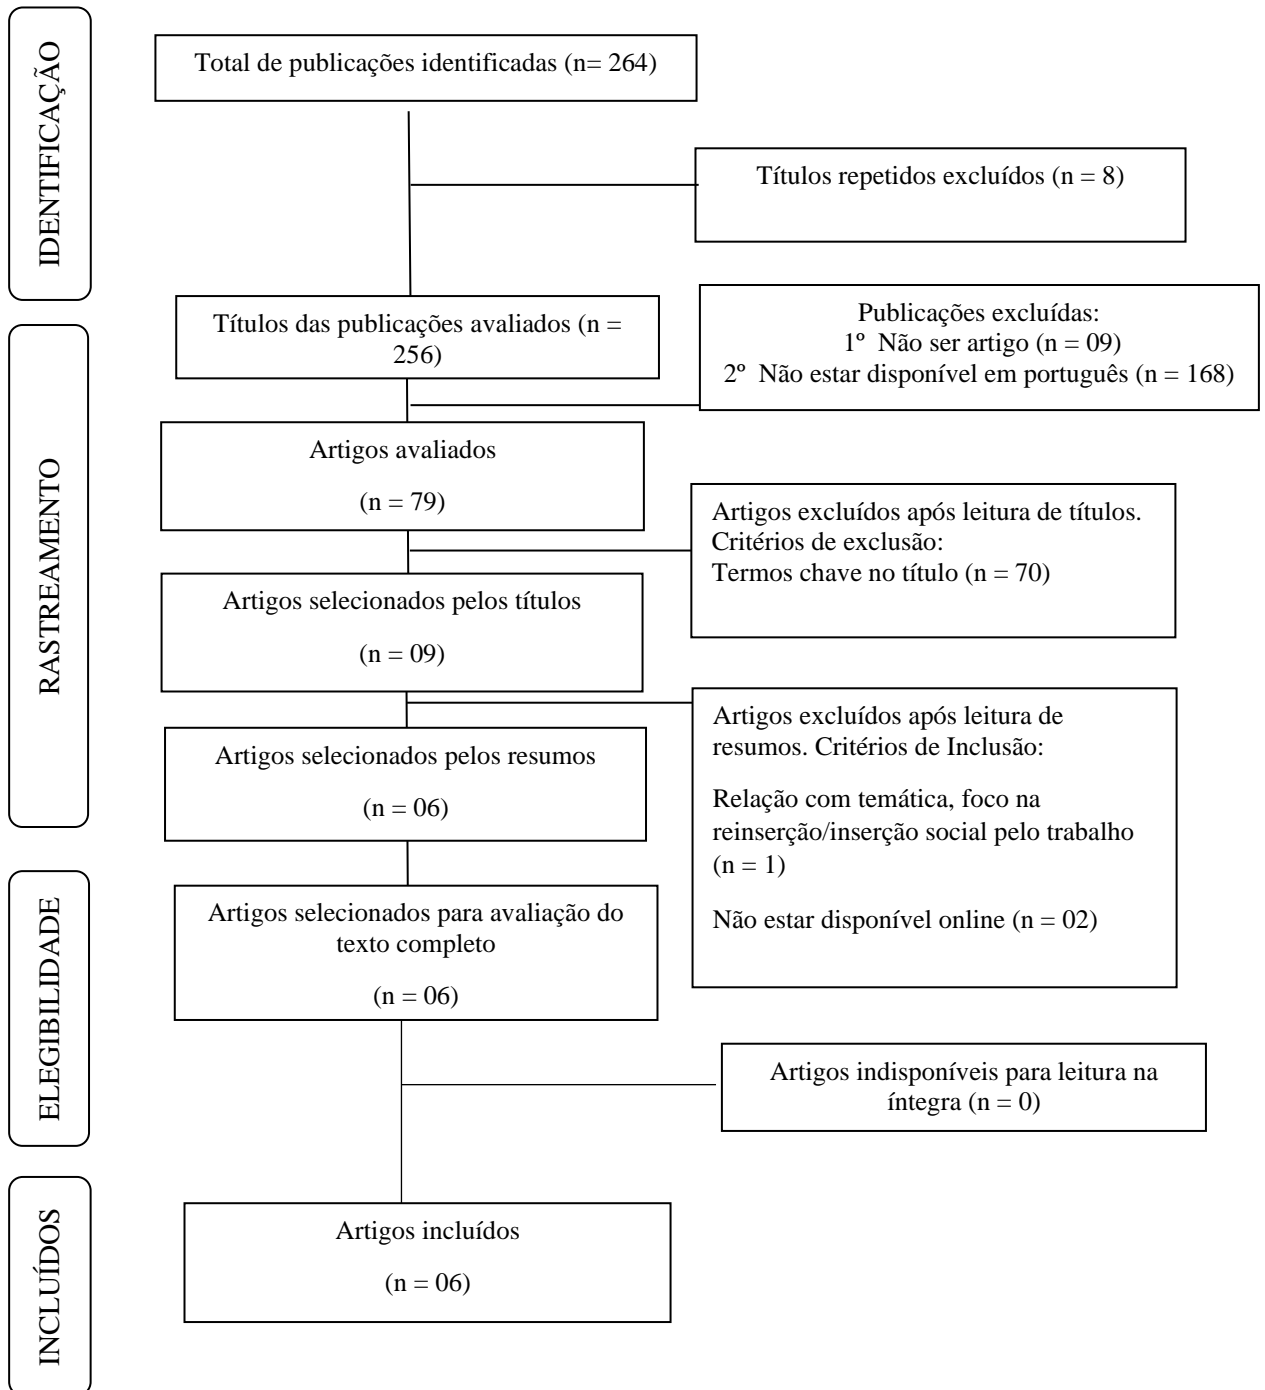 IDENTIFICAÇÃO
Total de publicações identificadas (n= 264)
Títulos repetidos excluídos (n = 8)
RASTREAMENTO
Títulos das publicações avaliados (n =
256)
Publicações excluídas:
1º Não ser artigo (n = 09)
2º Não estar disponível em português (n = 168)
Artigos avaliados
(n = 79)
Artigos excluídos após leitura de títulos.
Critérios de exclusão:
Termos chave no título (n = 70)
Artigos selecionados pelos títulos
(n = 09)
Artigos excluídos após leitura de
resumos. Critérios de Inclusão:
Relação com temática, foco na
reinserção/inserção social pelo trabalho
(n = 1)
Não estar disponível online (n = 02)
Artigos selecionados pelos resumos
(n = 06)
ELEGIBILIDADE
Artigos selecionados para avaliação do
texto completo
(n = 06)
Artigos indisponíveis para leitura na
íntegra (n = 0)
INCLUÍDOS
Artigos incluídos
(n = 06)